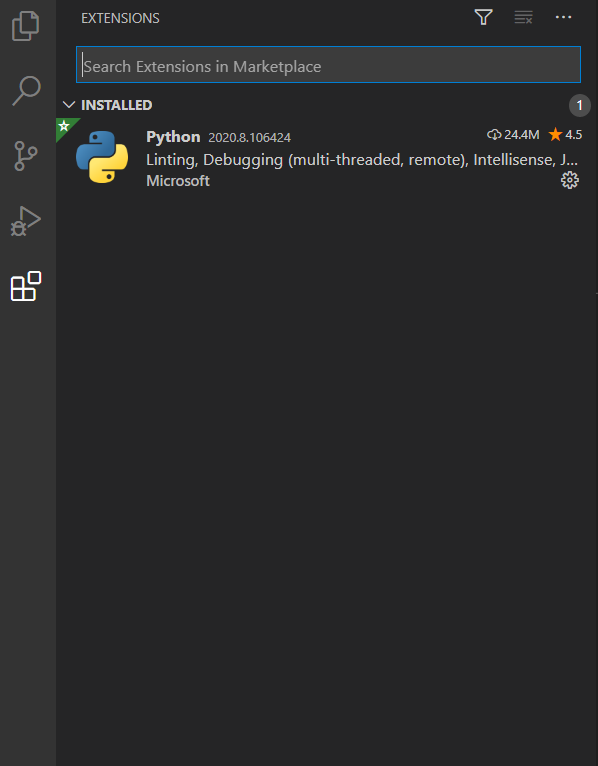 EXTENSIONS
Search Extensions in Marketplace
INSTALLED 1
Python 2020.8.106424 24.4M 4.5
Linting, Debugging (multi-threaded, remote), Intellisense, J...
Microsoft